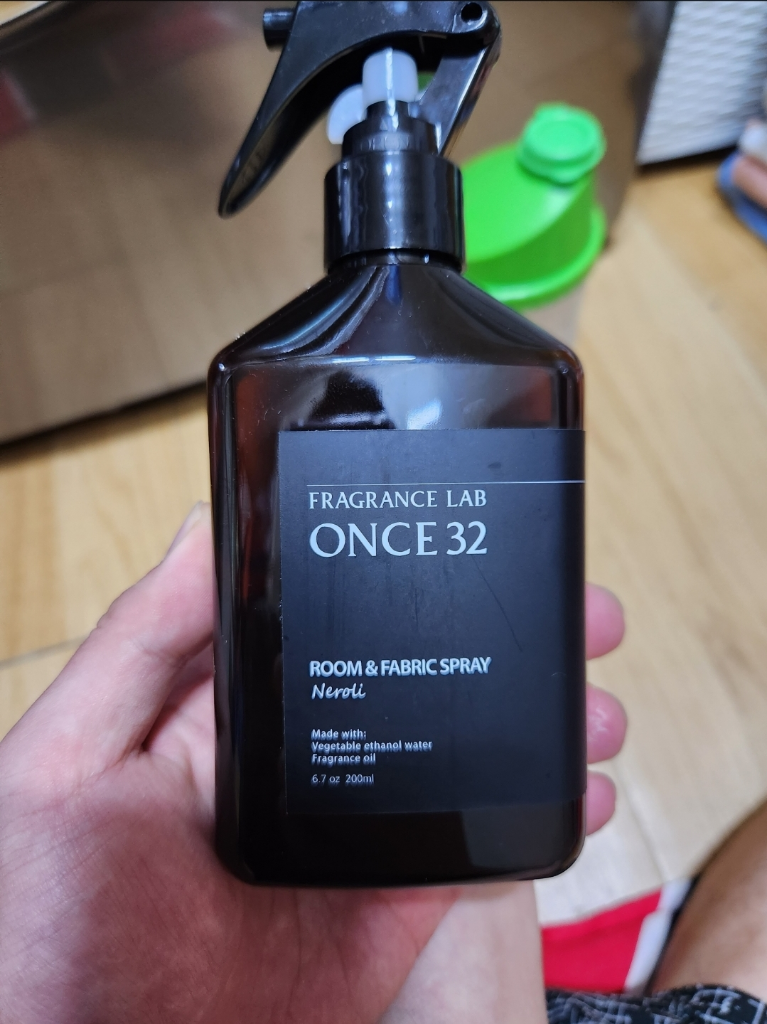 FRAGRANCE LAB
ONCE 32
ROOM & FABRIC SPRAY
Neroli
Made with:
Vegetable ethanol water
Fragrance oil
6.7 oz 200ml